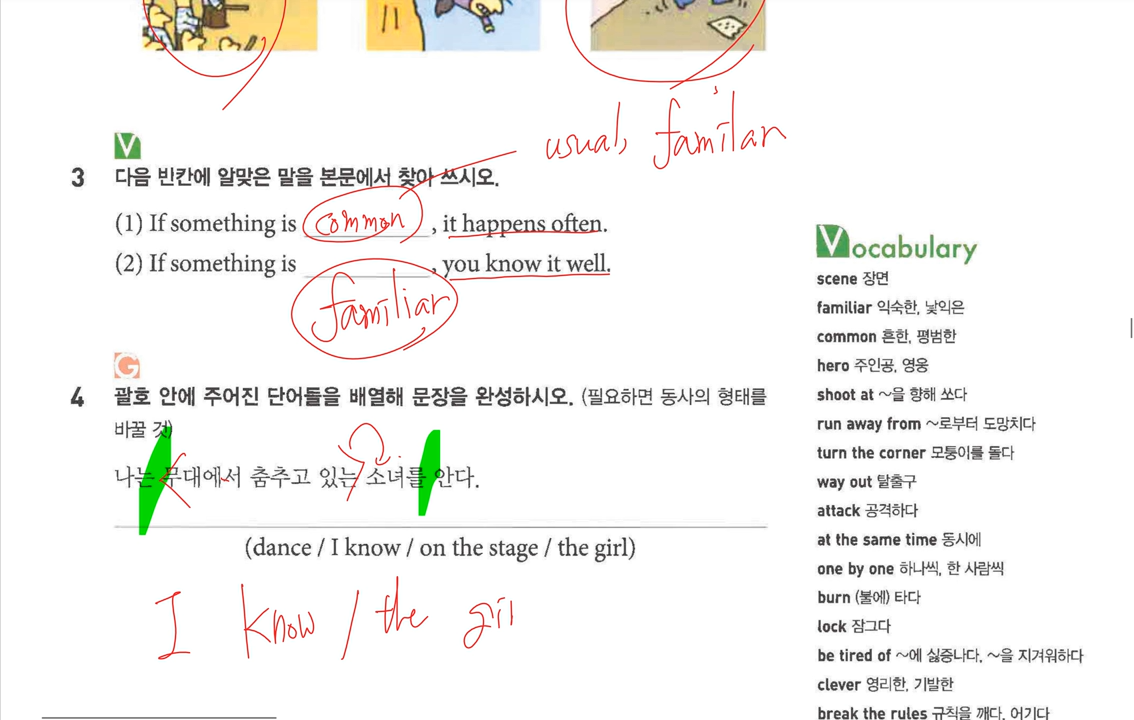 usual, familar
V
3 다음 빈칸에 알맞은 말을 본문에서 찾아 쓰시오.
(1) If something is common, it happens often.
(2) If something is familiar, you know it well.
G
4 괄호 안에 주어진 단어들을 배열해 문장을 완성하시오. (필요하면 동사의 형태를
바꿀 것)
나는 무대에서 춤추고 있는 소녀를 안다.
(dance / I know / on the stage / the girl)
I know / the
Vocabulary
scene 장면
familiar 익숙한, 낯익은
common 흔한, 평범한
hero 주인공, 영웅
shoot at ~을 향해 쏘다
run away from ~로부터 도망치다
turn the corner 모퉁이를 돌다
way out 탈출구
attack 공격하다
at the same time 동시에
one by one 하나씩, 한 사람씩
burn (불에) 타다
lock 잠그다
be tired of ~에 싫증나다, ~을 지겨워하다
clever 영리한, 기발한
break the rules 규칙을 깨다, 어기다